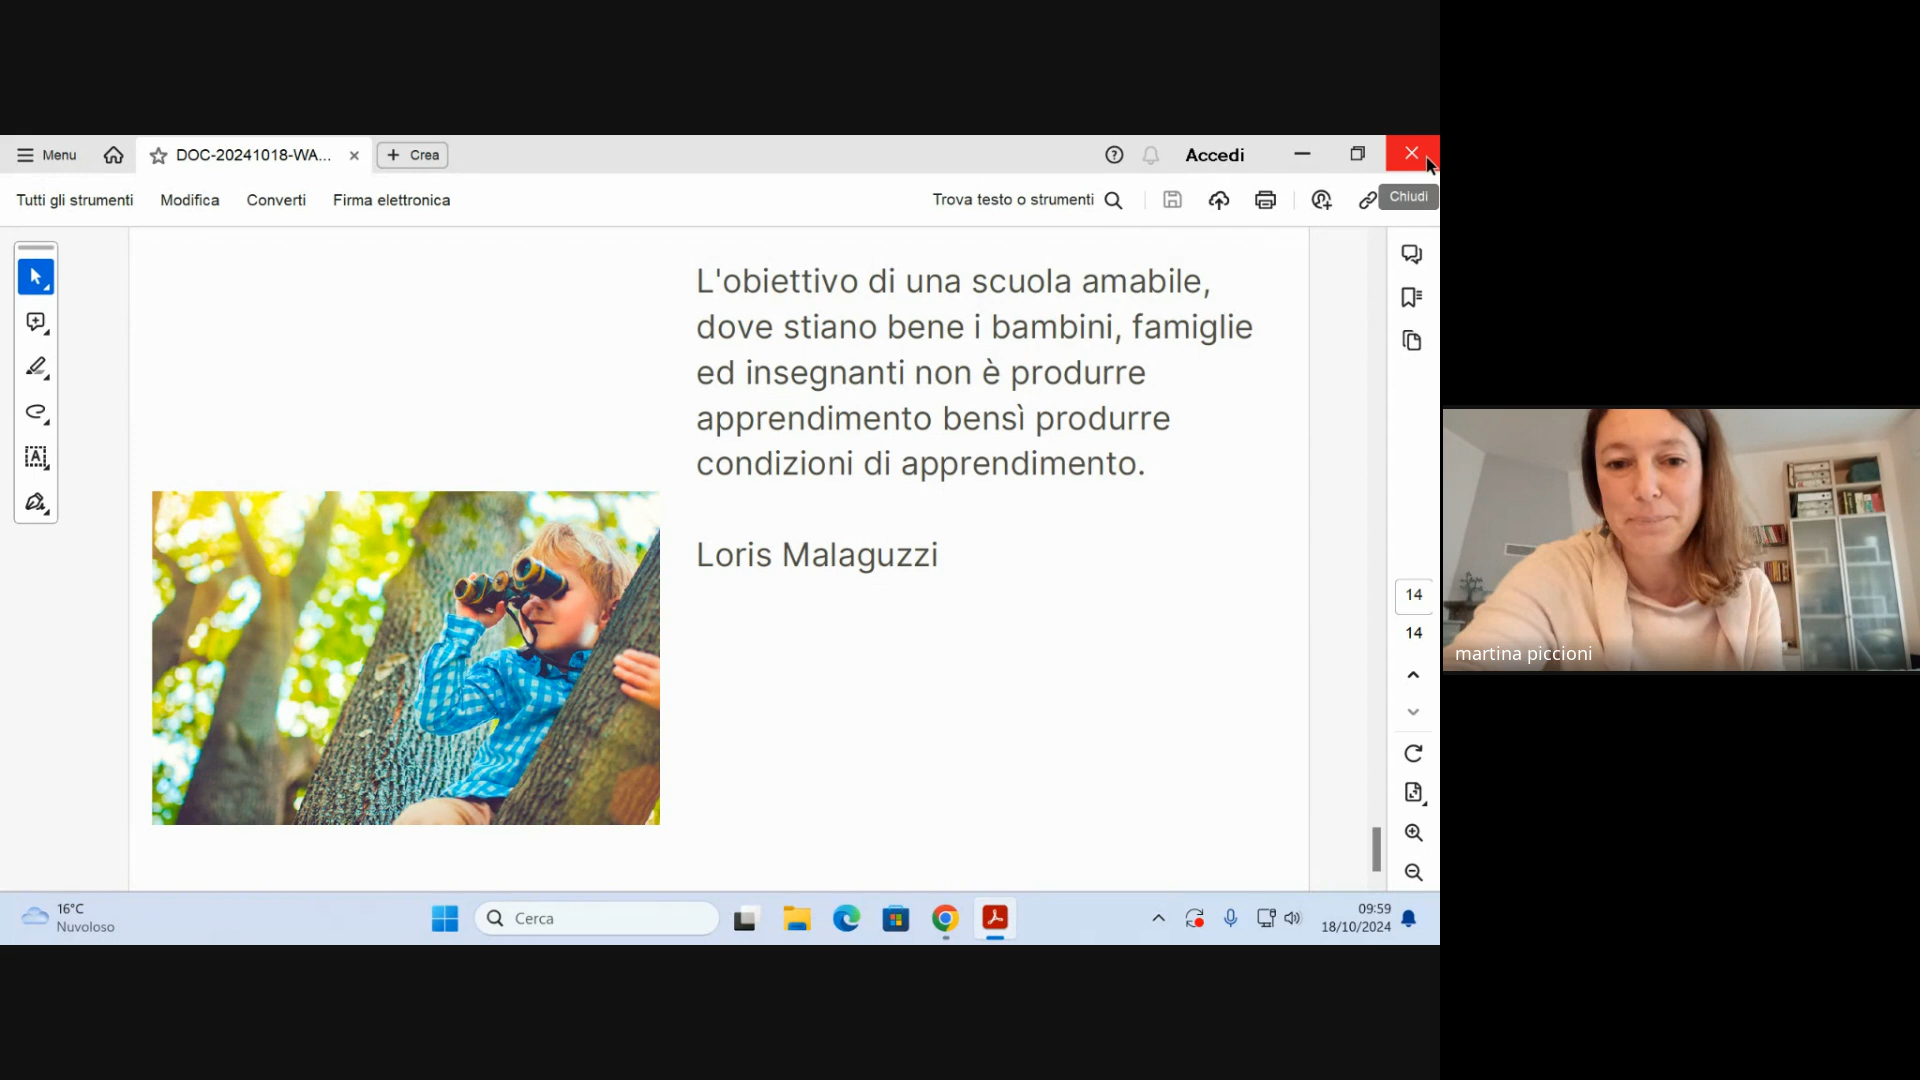 Menu
DOC-20241018-WA...
Crea
Accedi
Tutti gli strumenti
Modifica
Converti
Firma elettronica
Trova testo o strumenti
Chiudi
L'obiettivo di una scuola amabile,
dove stiano bene i bambini, famiglie
ed insegnanti non è produrre
apprendimento bensì produrre
condizioni di apprendimento.
Loris Malaguzzi
14
14
martina piccioni
16°C
Nuvoloso
Cerca
09:59
18/10/2024